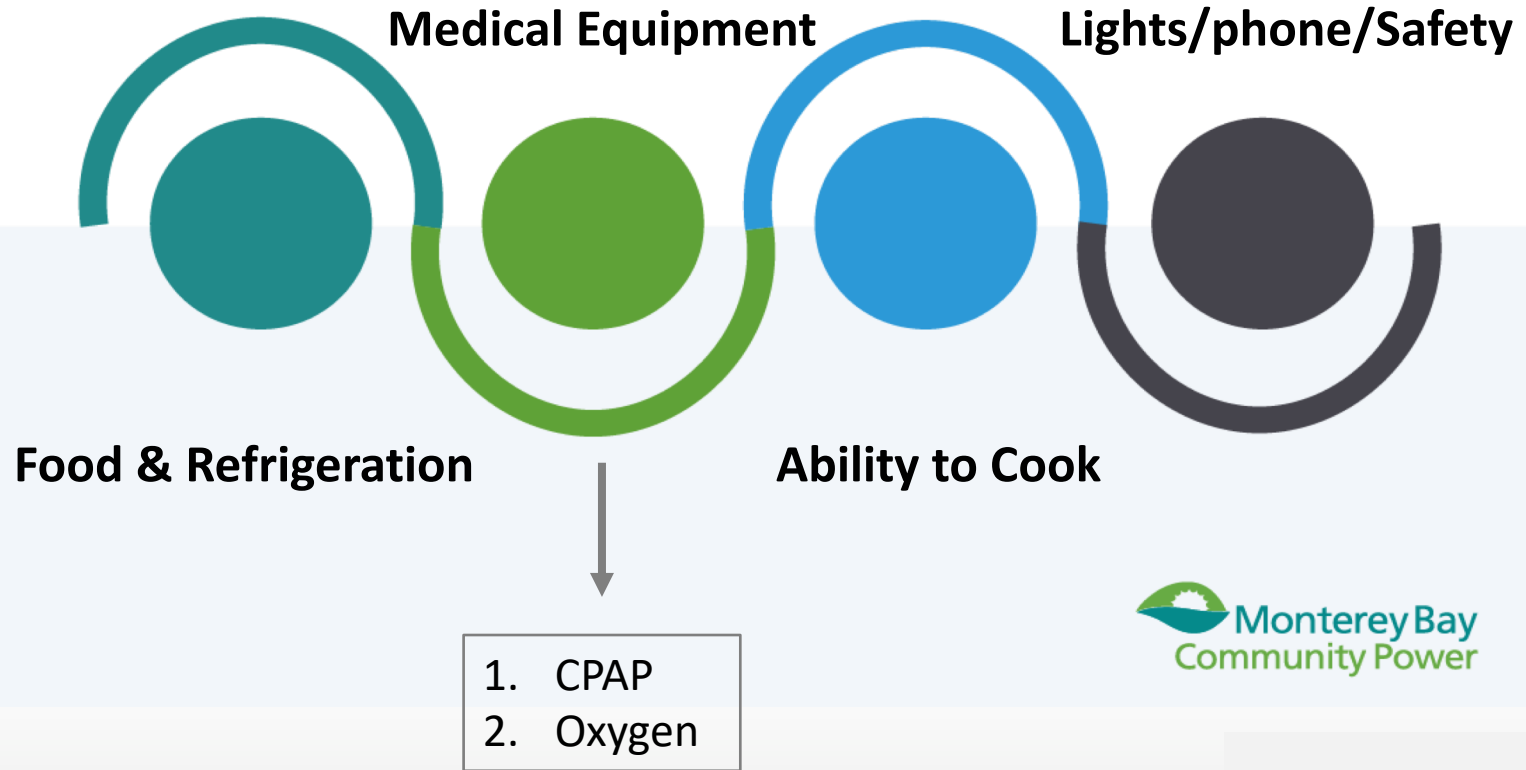 Medical Equipment
Lights/phone/Safety
Food & Refrigeration
Ability to Cook
Monterey Bay
Community Power
1. CPAP
2. Oxygen